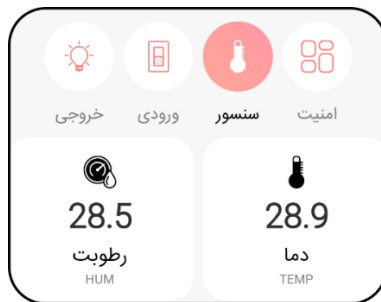 امنیت
سنسور
ورودی
خروجی
28.9
دما
TEMP
28.5
رطوبت
HUM